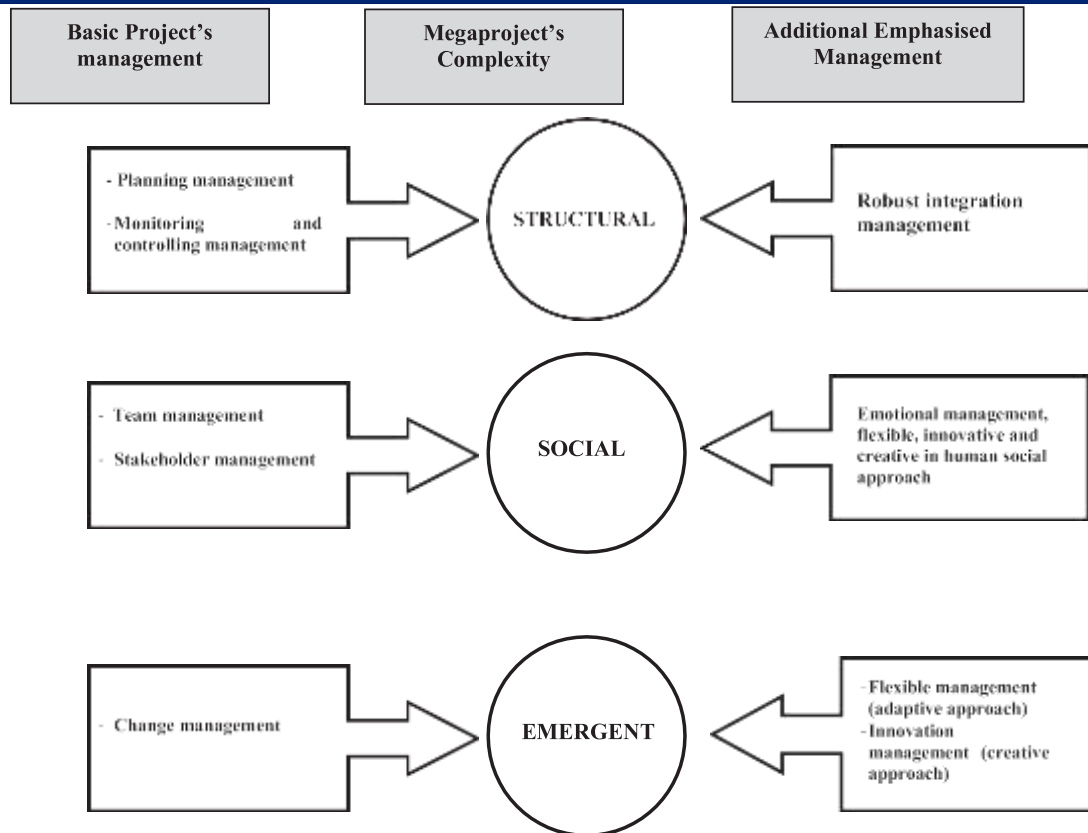 Basic Project's
management
Megaproject's
Complexity
Additional Emphasised
Management
- Planning management
-Monitoring and
controlling management
STRUCTURAL
Robust integration
management
- Team management
- Stakeholder management
SOCIAL
Emotional management,
flexible, innovative and
creative in human social
approach
- Change management
EMERGENT
-Flexible management
(adaptive approach)
-Innovation
management (creative
approach)